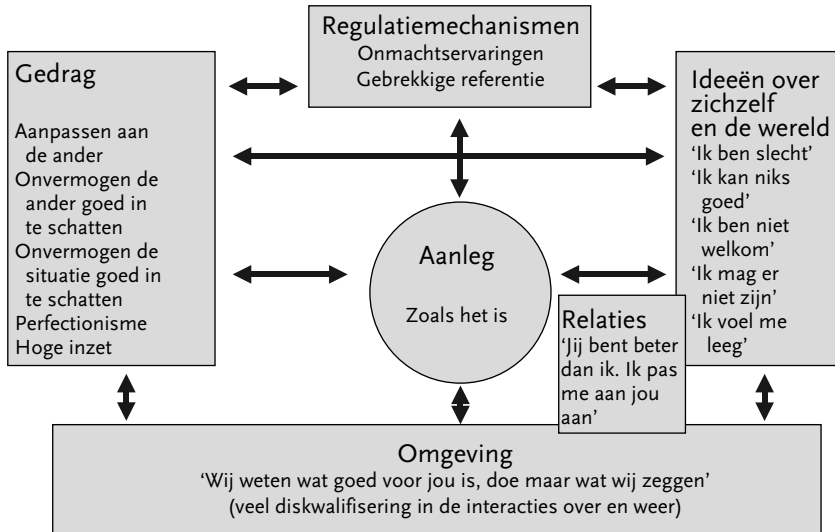 Regulatiemechanismen
Onmachtservaringen
Gebrekkige referentie
Gedrag
Aanpassen aan
de ander
Onvermogen de
ander goed in
te schatten
Onvermogen de
situatie goed in
te schatten
Perfectionisme
Hoge inzet
Ideeën over
zichzelf
en de wereld
‘Ik ben slecht’
‘Ik kan niks
goed’
‘Ik ben niet
welkom’
‘Ik mag er
niet zijn’
‘Ik voel me
leeg’
Aanleg
Zoals het is
Relaties
‘Jij bent beter
dan ik. Ik pas
me aan jou
aan’
Omgeving
‘Wij weten wat goed voor jou is, doe maar wat wij zeggen’
(veel diskwalifisering in de interacties over en weer)